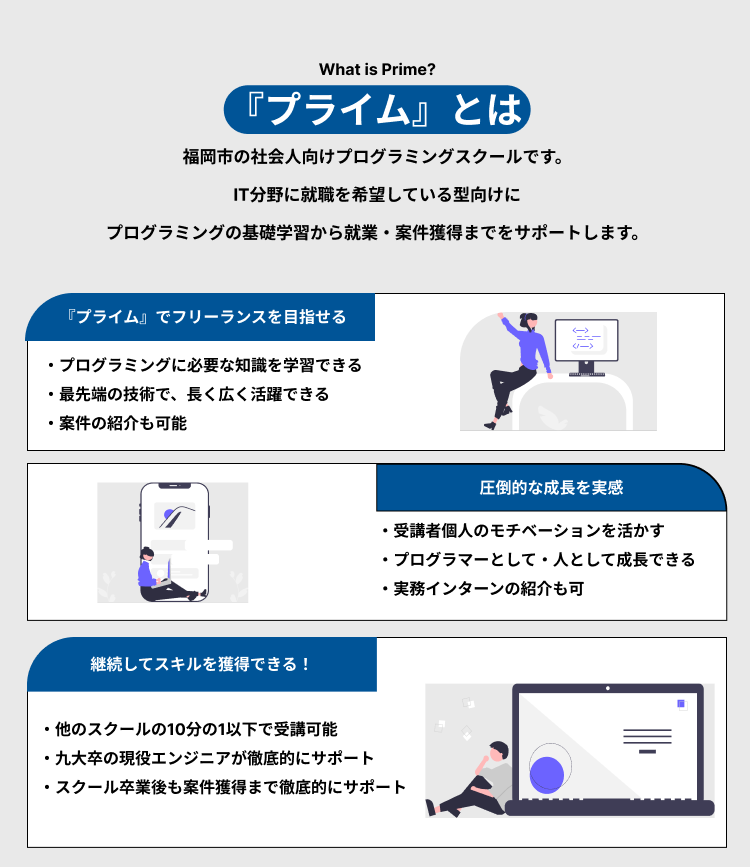 What is Prime?
『プライム』とは
福岡市の社会人向けプログラミングスクールです。
IT分野に就職を希望している型向けに
プログラミングの基礎学習から就業・案件獲得までをサポートします。
『プライム』でフリーランスを目指せる
・プログラミングに必要な知識を学習できる
・最先端の技術で、長く広く活躍できる
・案件の紹介も可能
圧倒的な成長を実感
・受講者個人のモチベーションを活かす
・プログラマーとして・人として成長できる
・実務インターンの紹介も可
継続してスキルを獲得できる！
・他のスクールの10分の1以下で受講可能
・九大卒の現役エンジニアが徹底的にサポート
・スクール卒業後も案件獲得まで徹底的にサポート